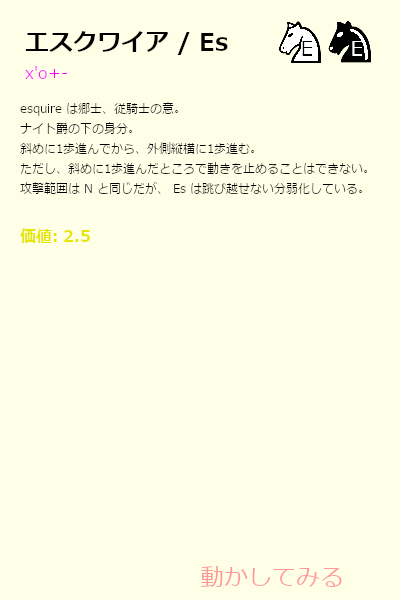 エスクワイア / Es
E E
x'o+-
esquire は郷士、従騎士の意。
ナイト爵の下の身分。
斜めに1歩進んでから、外側縦横に1歩進む。
ただし、斜めに1歩進んだところで動きを止めることはできない。
攻撃範囲は N と同じだが、 Es は跳び越せない分弱化している。
価値: 2.5
動かしてみる